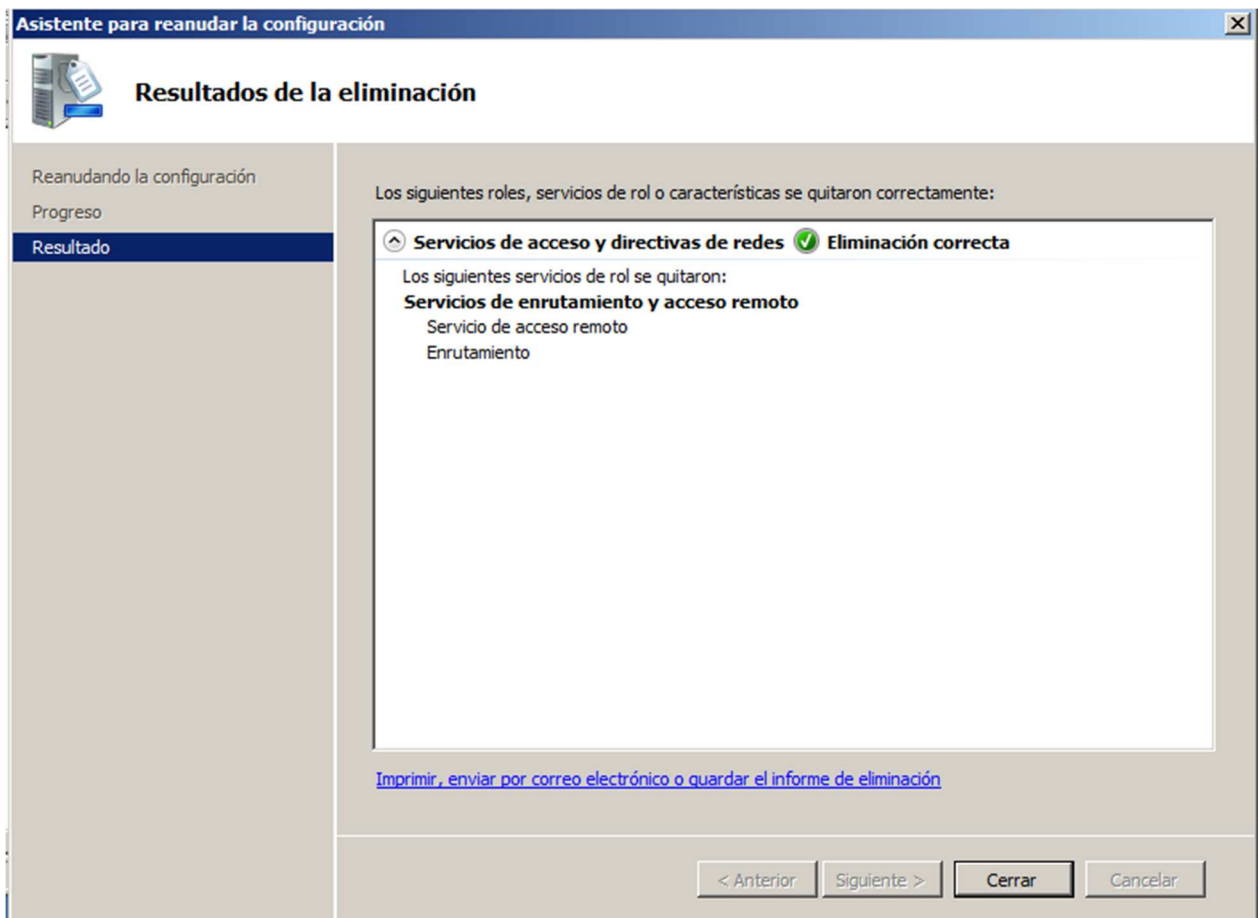 Asistente para reanudar la configuración
Resultados de la eliminación
Reanudando la configuración
Progreso
Resultado
Los siguientes roles, servicios de rol o características se quitaron correctamente:
Servicios de acceso y directivas de redes Eliminación correcta
Los siguientes servicios de rol se quitaron:
Servicios de enrutamiento y acceso remoto
Servicio de acceso remoto
Enrutamiento
Imprimir, enviar por correo electrónico o guardar el informe de eliminación
< Anterior Siguiente > Cerrar Cancelar